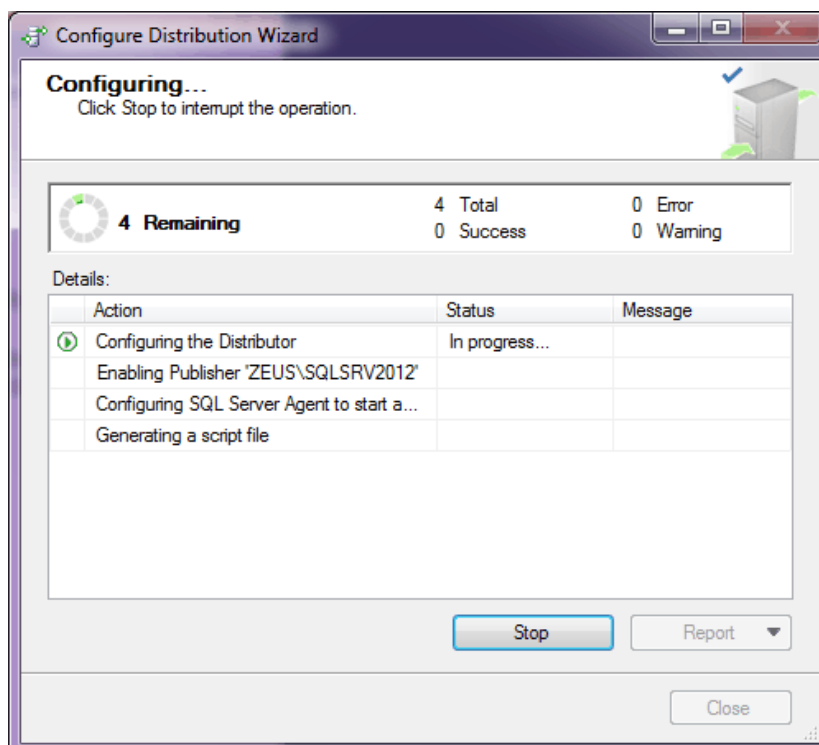 Configure Distribution Wizard
Configuring...
Click Stop to interrupt the operation.
4 Remaining
4 Total
0 Error
0 Success
0 Warning
Details:
Action Status Message
Configuring the Distributor In progress...
Enabling Publisher 'ZEUS\SQLSRV2012'
Configuring SQL Server Agent to start a...
Generating a script file
Stop Report
Close